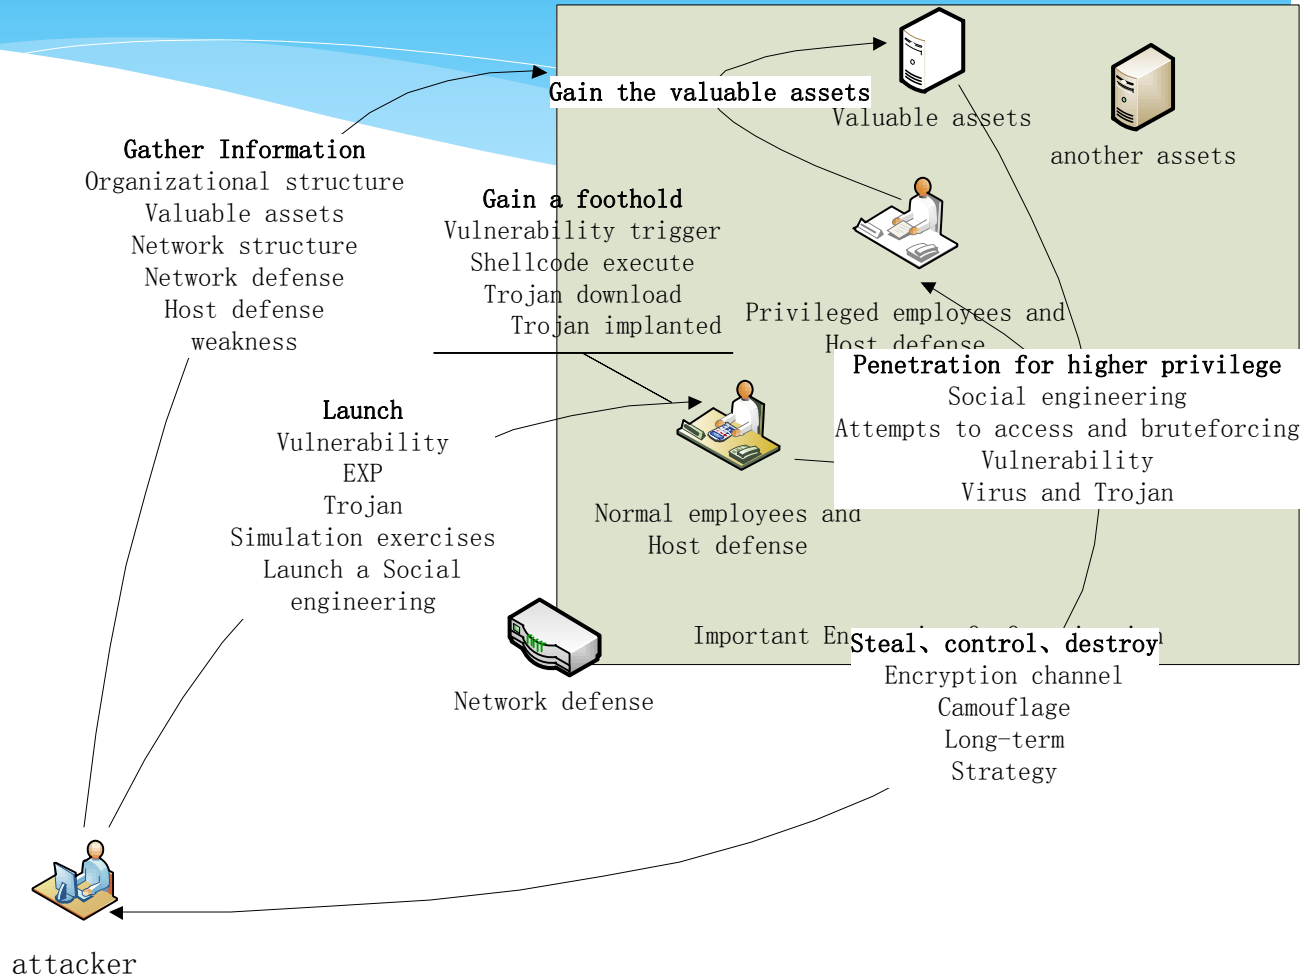 Gain the valuable assets
Valuable assets
another assets
Gather Information
Organizational structure
Valuable assets
Network structure
Network defense
Host defense
weakness
Gain a foothold
Vulnerability trigger
Shellcode execute
Trojan download
Trojan implanted
Privileged employees and
Host defense
Penetration for higher privilege
Social engineering
Attempts to access and bruteforcing
Vulnerability
Virus and Trojan
Launch
Vulnerability
EXP
Trojan
Simulation exercises
Launch a Social
engineering
Normal employees and
Host defense
Important
Steal、control、destroy
Encryption channel
Camouflage
Long-term
Strategy
Network defense
attacker